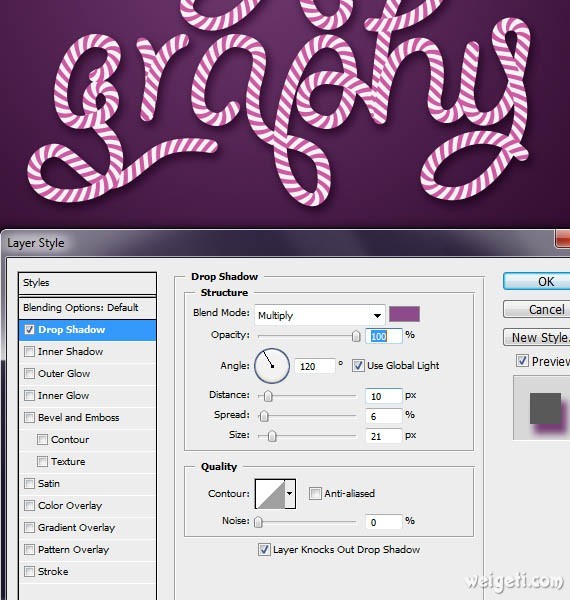 graphy
Layer Style
Styles
Blending Options: Default
Drop Shadow
Inner Shadow
Outer Glow
Inner Glow
Bevel and Emboss
Contour
Texture
Satin
Color Overlay
Gradient Overlay
Pattern Overlay
Stroke
Drop Shadow
Structure
Blend Mode: Multiply
Opacity: 100 %
Angle: 120 ° Use Global Light
Distance: 10 px
Spread: 6 %
Size: 21 px
Quality
Contour: Anti-aliased
Noise: 0 %
Layer Knocks Out Drop Shadow
OK
Cancel
New Style...
Preview
weigeti.com